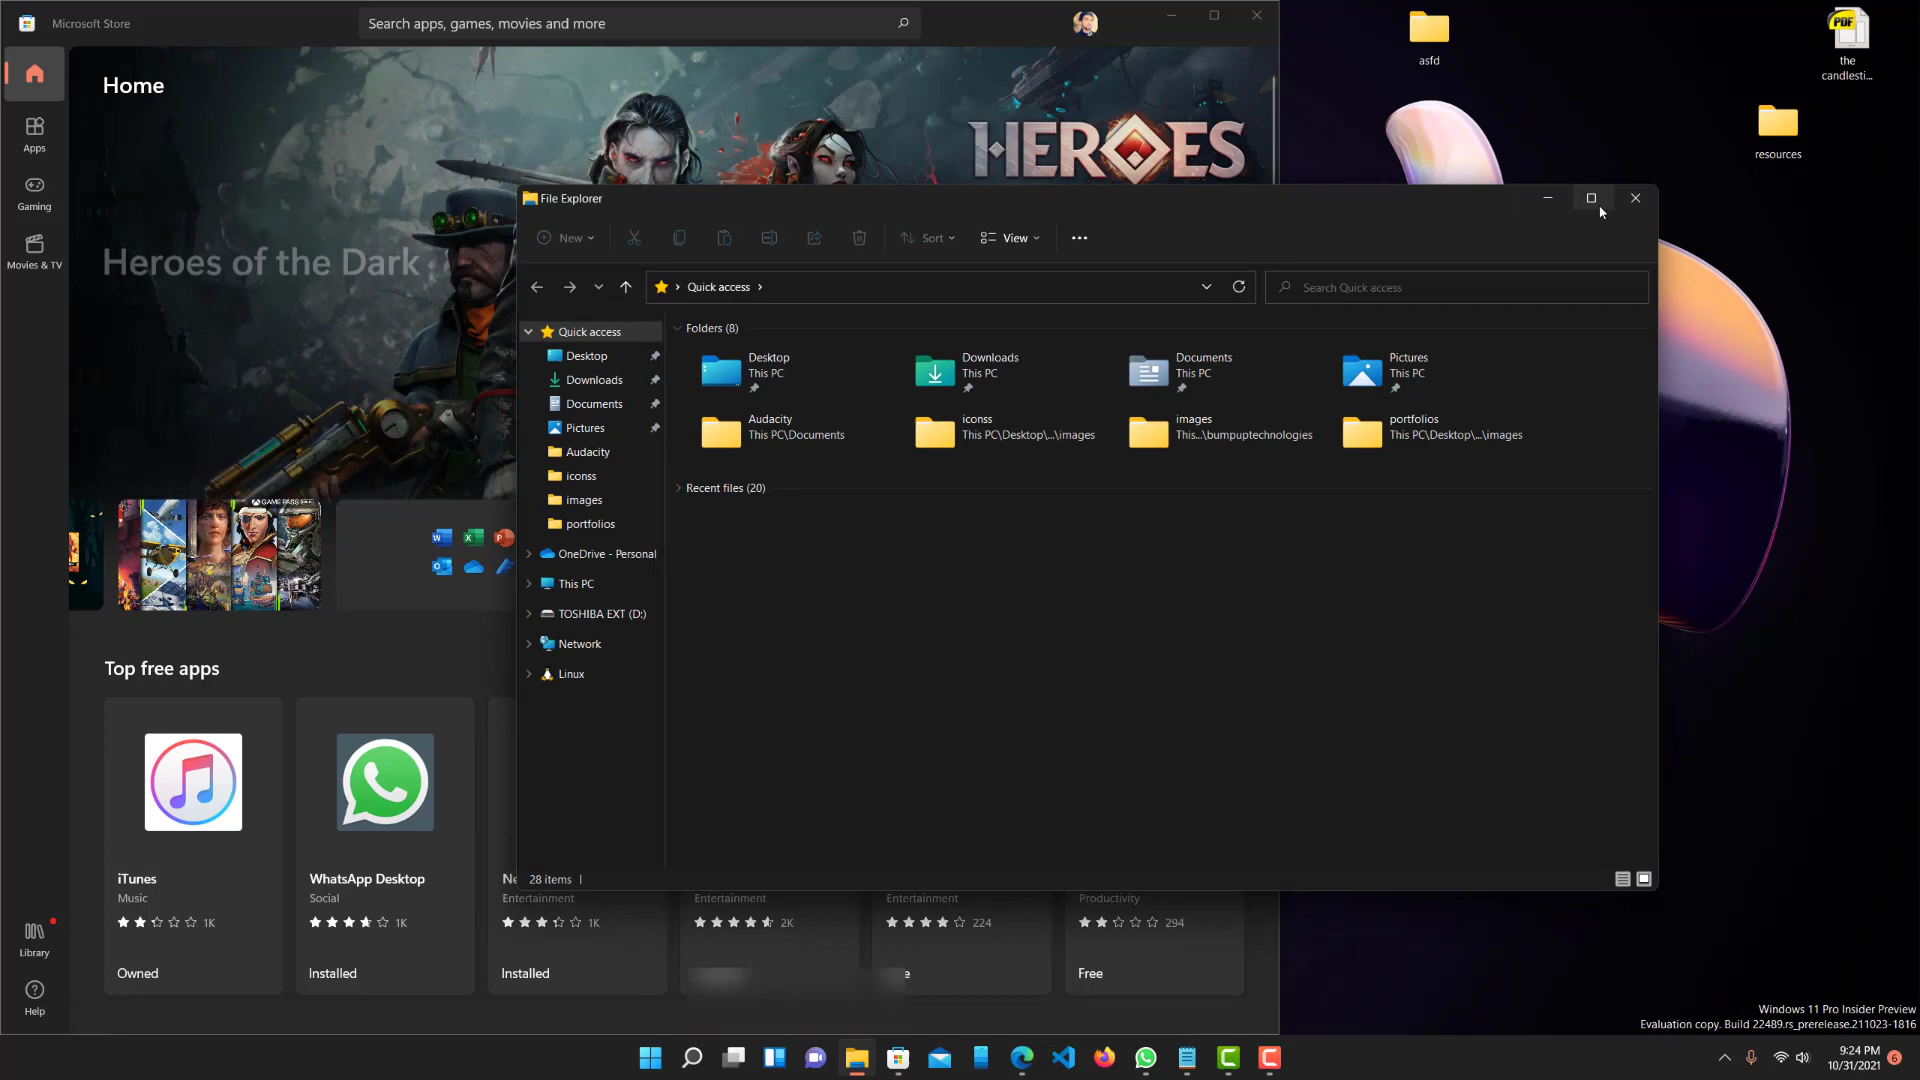 Microsoft Store
Search apps, games, movies and more
Home
Apps
Gaming
Movies & TV
Library
Help
HEROES
Heroes of the Dark
GAME PASS
Top free apps
iTunes
Music
1K
Owned
WhatsApp Desktop
Social
1K
Installed
Ne
Entertainment
1K
Installed
Entertainment
2K
Entertainment
224
e
Productivity
294
Free
File Explorer
New
Sort
View
Quick access
Search Quick access
Quick access
Desktop
Downloads
Documents
Pictures
Audacity
iconss
images
portfolios
OneDrive - Personal
This PC
TOSHIBA EXT (D:)
Network
Linux
Folders (8)
Desktop
This PC
Downloads
This PC
Documents
This PC
Pictures
This PC
Audacity
This PC\Documents
iconss
This PC\Desktop\...\images
images
This...\bumpuptechnologies
portfolios
This PC\Desktop\...\images
Recent files (20)
28 items
asfd
PDF
the
candlesti...
resources
Windows 11 Pro Insider Preview
Evaluation copy. Build 22489.rs_prerelease.211023-1816
9:24 PM
10/31/2021
6